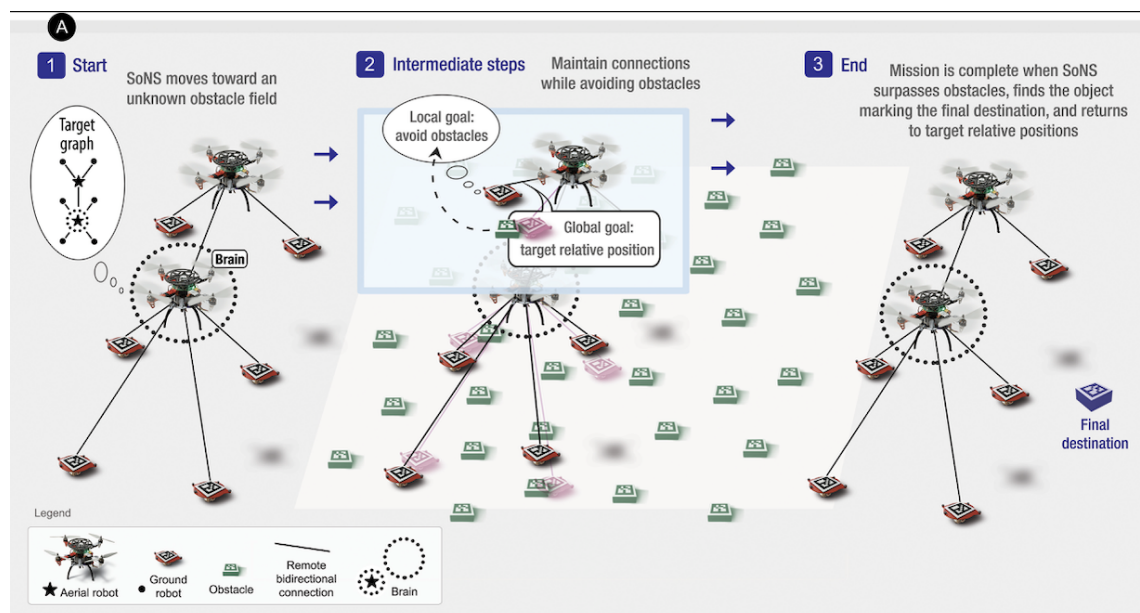 A
1 Start
SoNS moves toward an
unknown obstacle field
Target
graph
Brain
2 Intermediate steps
Maintain connections
while avoiding obstacles
Local goal:
avoid obstacles
Global goal:
target relative position
3 End
Mission is complete when SoNS
surpasses obstacles, finds the object
marking the final destination, and returns
to target relative positions
Final
destination
Legend
Aerial robot
Ground
robot
Obstacle
Remote
bidirectional
connection
Brain